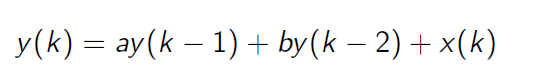 y(k) = ay(k − 1) + by(k − 2) + x(k)